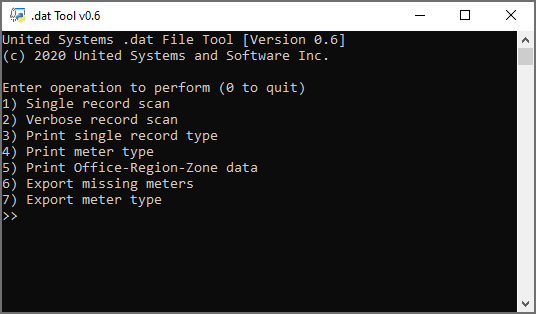 .dat Tool v0.6
United Systems .dat File Tool [Version 0.6]
(c) 2020 United Systems and Software Inc.
Enter operation to perform (0 to quit)
1) Single record scan
2) Verbose record scan
3) Print single record type
4) Print meter type
5) Print Office-Region-Zone data
6) Export missing meters
7) Export meter type
>>